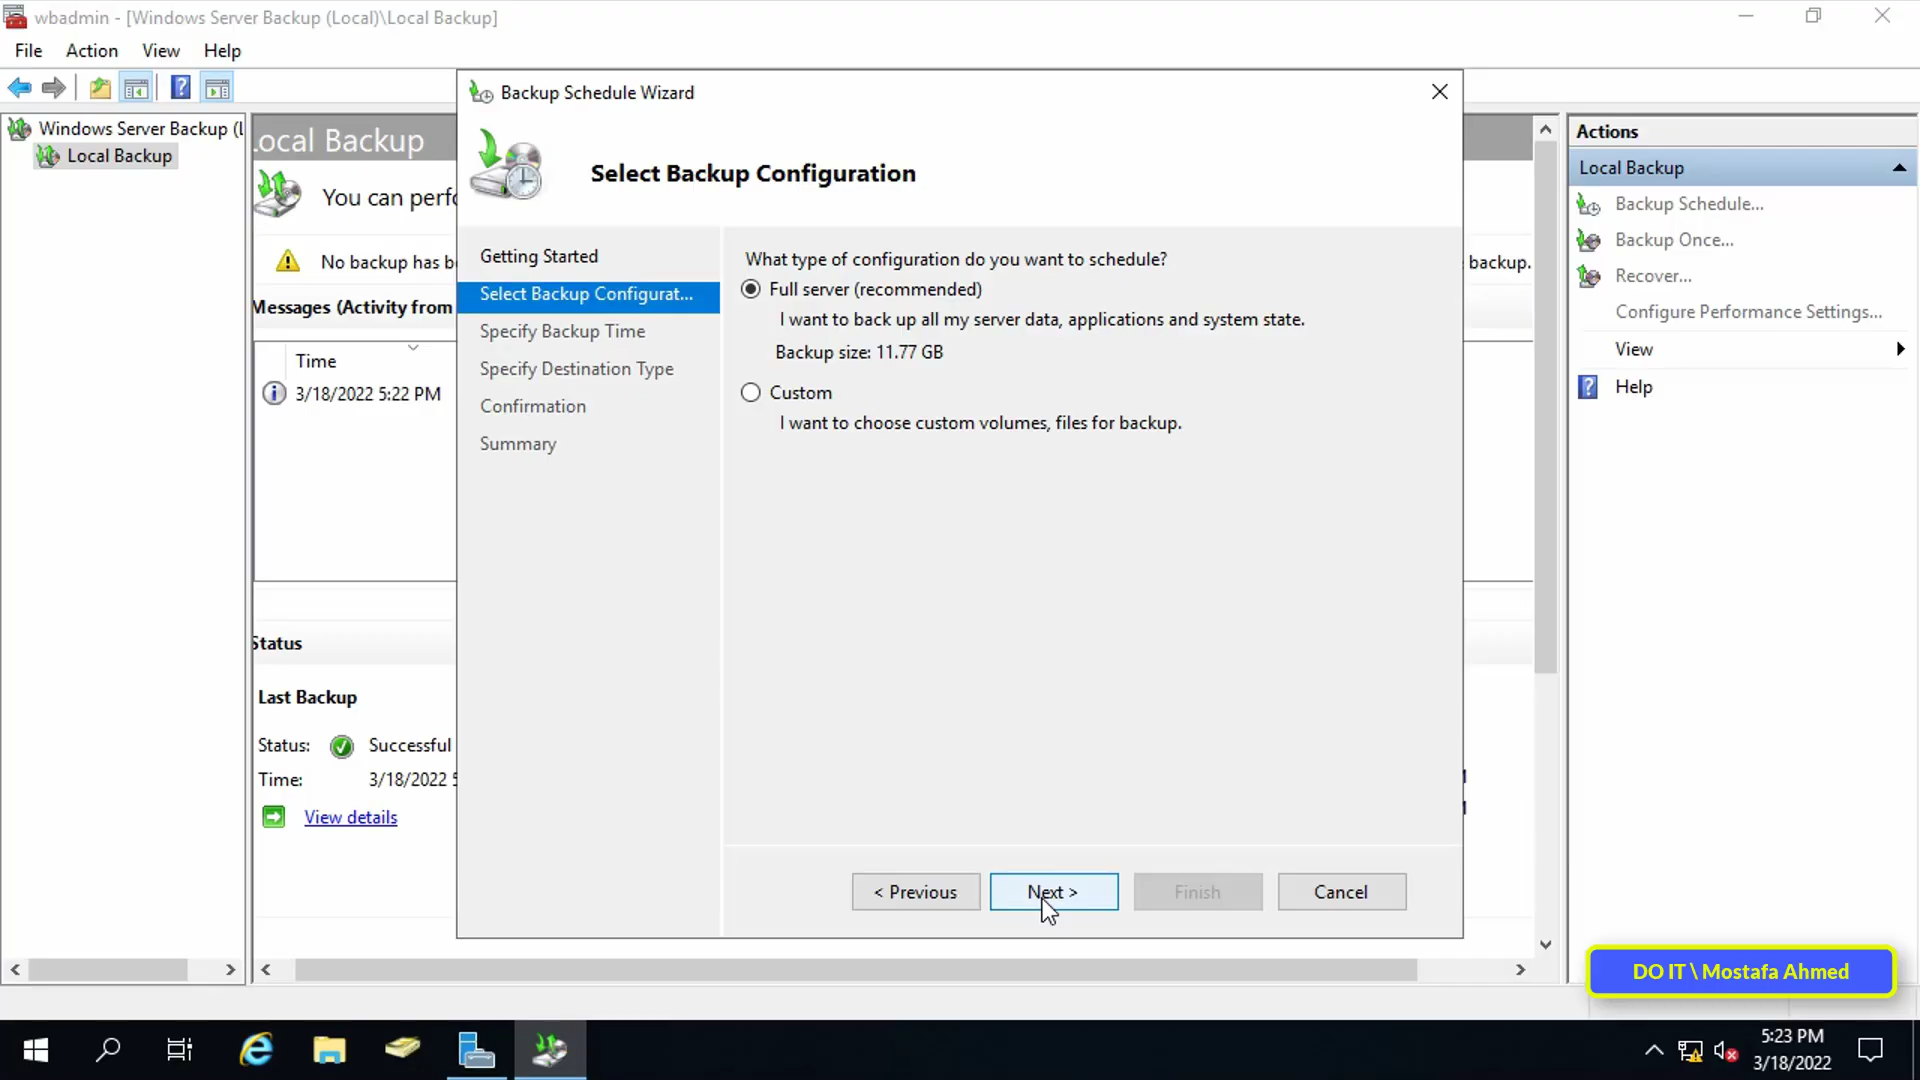 wbadmin - [Windows Server Backup (Local)\Local Backup]
File Action View Help
Windows Server Backup (L
Local Backup
ocal Backup
You can perfo
No backup has b
backup.
Messages (Activity from
Time
3/18/2022 5:22 PM
Status
Last Backup
Status: Successful
Time: 3/18/2022 5
View details
Backup Schedule Wizard
Select Backup Configuration
Getting Started
Select Backup Configurat...
Specify Backup Time
Specify Destination Type
Confirmation
Summary
What type of configuration do you want to schedule?
Full server (recommended)
I want to back up all my server data, applications and system state.
Backup size: 11.77 GB
Custom
I want to choose custom volumes, files for backup.
< Previous Next > Finish Cancel
Actions
Local Backup
Backup Schedule...
Backup Once...
Recover...
Configure Performance Settings...
View
Help
DO IT \ Mostafa Ahmed
5:23 PM
3/18/2022